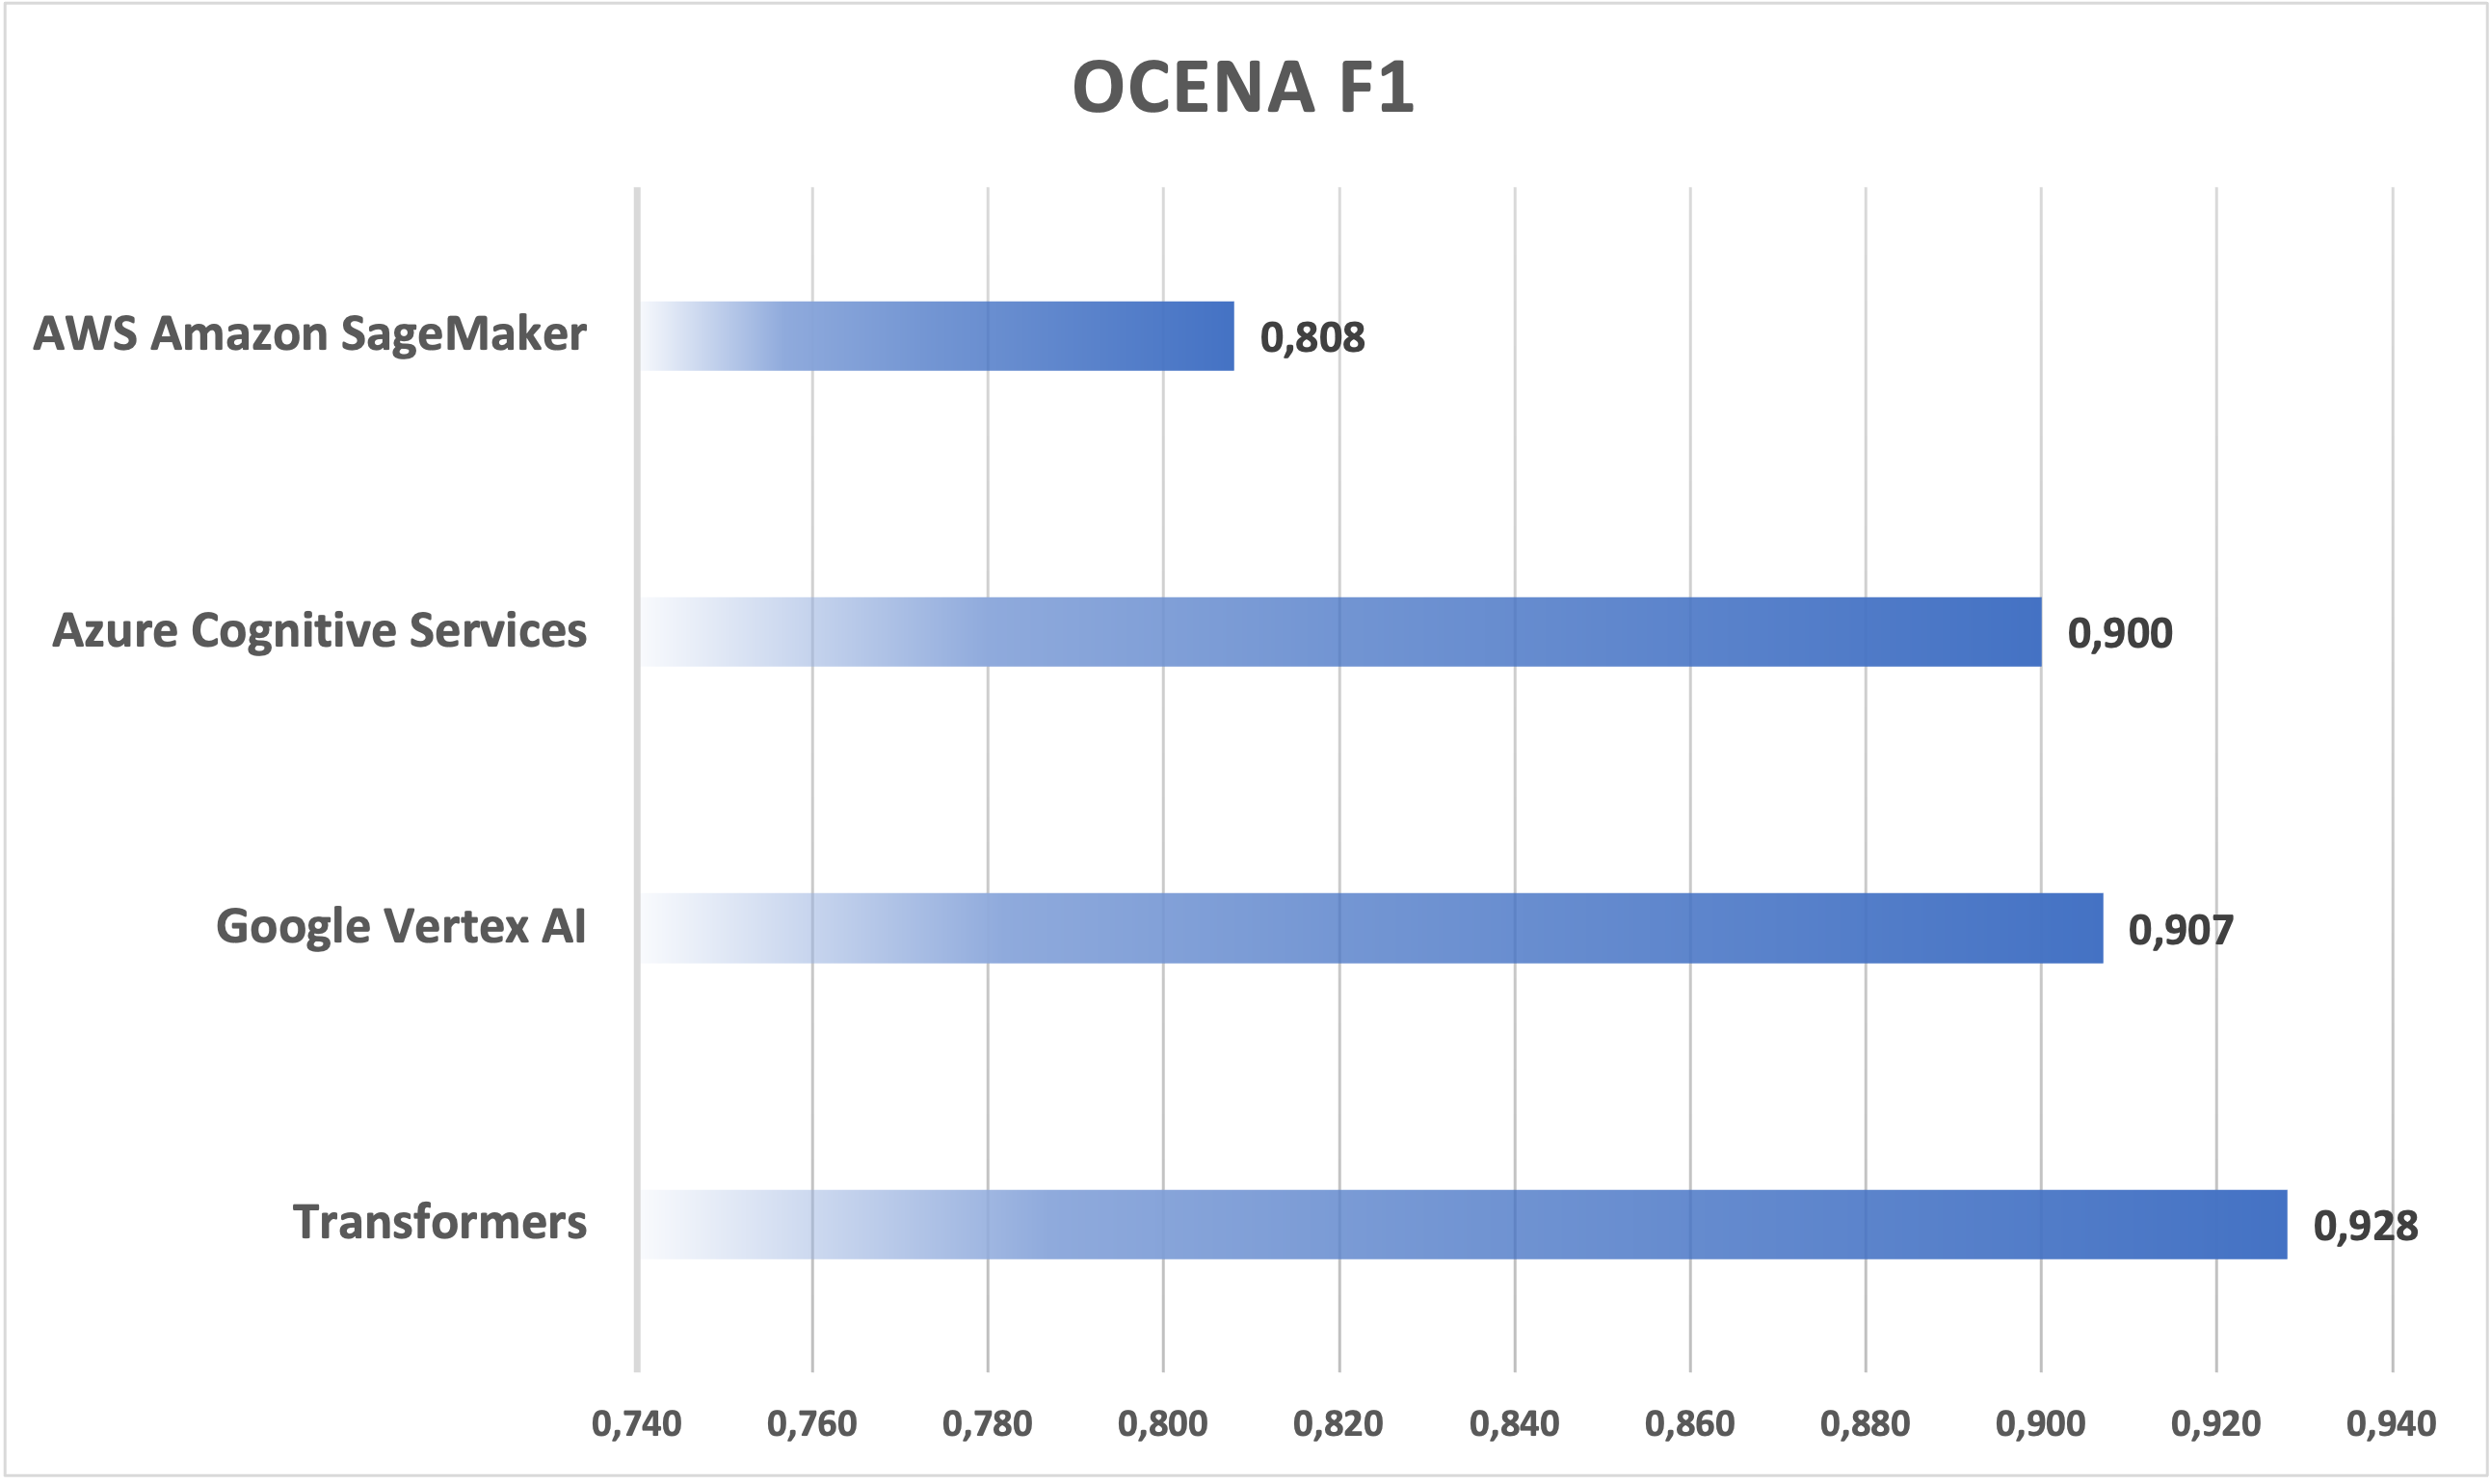 OCENA F1
AWS Amazon SageMaker 0,808
Azure Cognitive Services 0,900
Google Vertex AI 0,907
Transformers 0,928
0,740 0,760 0,780 0,800 0,820 0,840 0,860 0,880 0,900 0,920 0,940